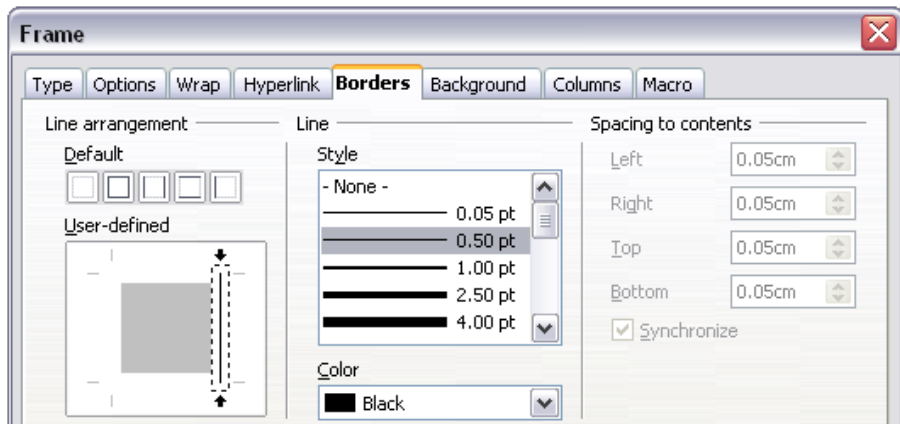 Frame
Type Options Wrap Hyperlink Borders Background Columns Macro
Line arrangement
Default
User-defined
Line
Style
- None -
0.05 pt
0.50 pt
1.00 pt
2.50 pt
4.00 pt
Color
Black
Spacing to contents
Left 0.05cm
Right 0.05cm
Top 0.05cm
Bottom 0.05cm
Synchronize